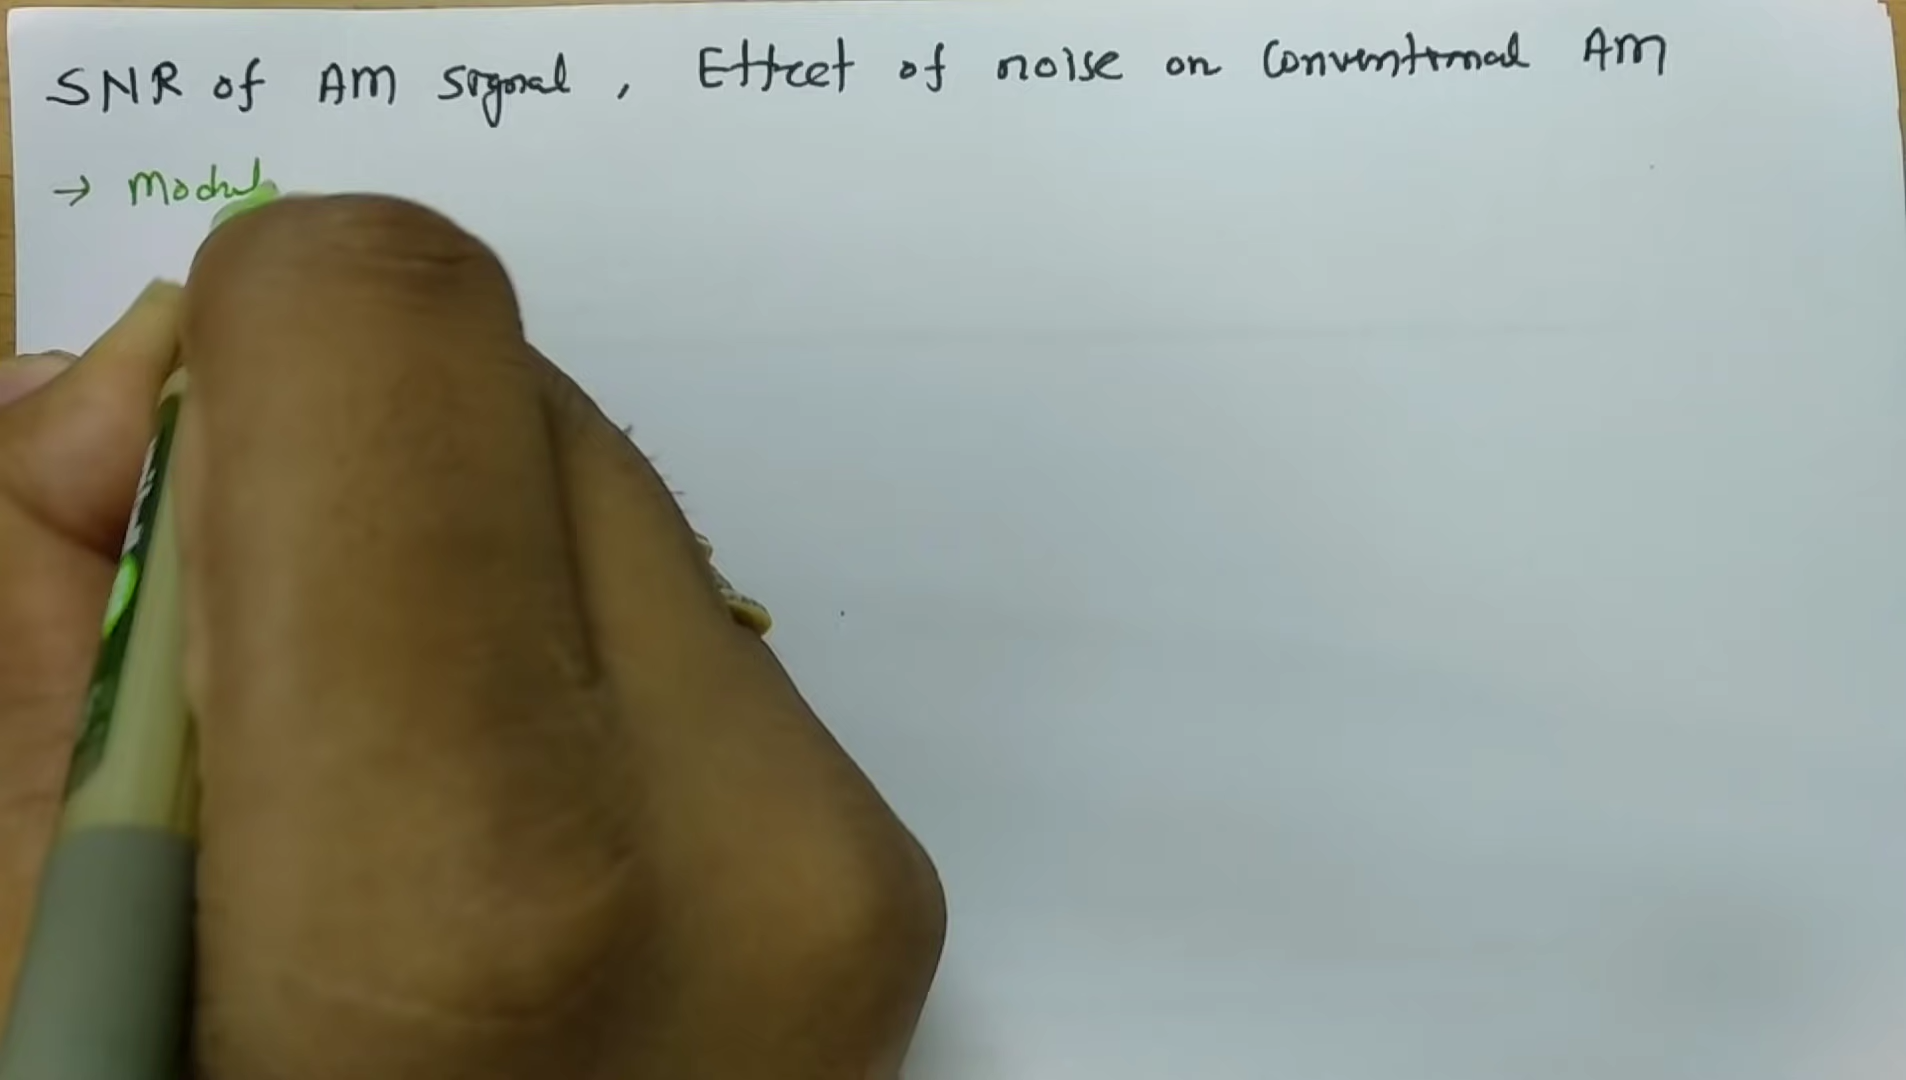 SNR of AM signal, Effect of noise on Conventional AM
→ Modul